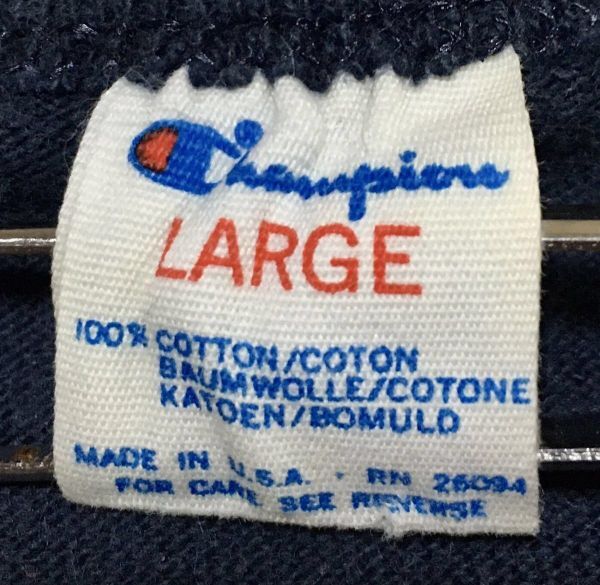 Champion
LARGE
100% COTTON/COTON
BAUMWOLLE/COTONE
KATOEN/BOMULD
MADE IN U.S.A. · RN 26094
FOR CARE SEE REVERSE